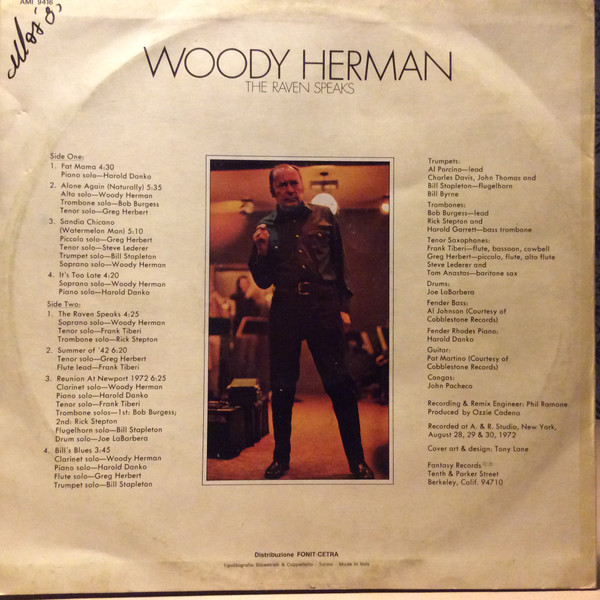 AMI 9416
WOODY HERMAN
THE RAVEN SPEAKS
Side One:
1. Fat Mama 4:30
Piano solo—Harold Danko
2. Alone Again (Naturally) 5:35
Alto solo—Woody Herman
Trombone solo—Bob Burgess
Tenor solo—Greg Herbert
3. Sandia Chicano
(Watermelon Man) 5:10
Piccolo solo—Greg Herbert
Tenor solo—Steve Lederer
Trumpet solo—Bill Stapleton
Soprano solo—Woody Herman
4. It's Too Late 4:20
Soprano solo—Woody Herman
Piano solo—Harold Danko
Side Two:
1. The Raven Speaks 4:25
Soprano solo—Woody Herman
Tenor solo—Frank Tiberi
Trombone solo—Rick Stepton
2. Summer of '42 6:20
Tenor solo—Greg Herbert
Flute lead—Frank Tiberi
3. Reunion At Newport 1972 6:25
Clarinet solo—Woody Herman
Piano solo—Harold Danko
Tenor solo—Frank Tiberi
Trombone solos—1st: Bob Burgess;
2nd: Rick Stepton
Flugelhorn solo—Bill Stapleton
Drum solo—Joe LaBarbera
4. Bill's Blues 3:45
Clarinet solo—Woody Herman
Piano solo—Harold Danko
Flute solo—Greg Herbert
Trumpet solo—Bill Stapleton
Trumpets:
Al Porcino—lead
Charles Davis, John Thomas and
Bill Stapleton—flugelhorn
Bill Byrne
Trombones:
Bob Burgess—lead
Rick Stepton and
Harold Garrett—bass trombone
Tenor Saxophones:
Frank Tiberi—flute, bassoon, cowbell
Greg Herbert—piccolo, flute, alto flute
Steve Lederer and
Tom Anastas—baritone sax
Drums:
Joe LaBarbera
Fender Bass:
Al Johnson (Courtesy of
Cobblestone Records)
Fender Rhodes Piano:
Harold Danko
Guitar:
Pat Martino (Courtesy of
Cobblestone Records)
Congas:
John Pacheco
Recording & Remix Engineer: Phil Ramone
Produced by Ozzie Cadena
Recorded at A. & R. Studio, New York,
August 28, 29 & 30, 1972
Cover art & design: Tony Lane
Fantasy Records
Tenth & Parker Street
Berkeley, Calif. 94710
Distribuzione FONIT-CETRA
& Cappelletto - Torino - Made in Italy